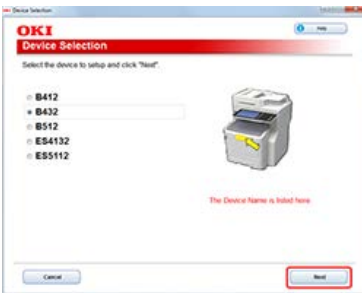 Device Selection
OKI
Help
Device Selection
Select the device to setup and click "Next".
B412
B432
B512
ES4132
ES5112
The Device Name is listed here
Cancel
Next